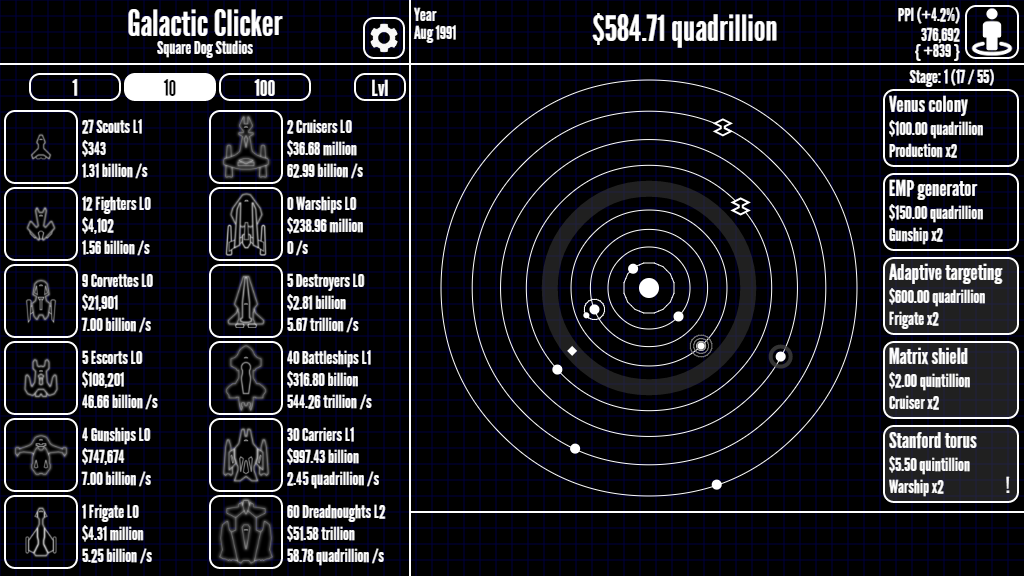 Galactic Clicker
Square Dog Studios
1
10
100
Lvl
27 Scouts L1
$343
1.31 billion /s
2 Cruisers L0
$36.68 million
62.99 billion /s
12 Fighters L0
$4,102
1.56 billion /s
0 Warships L0
$238.96 million
0 /s
9 Corvettes L0
$21,901
7.00 billion /s
5 Destroyers L0
$2.81 billion
5.67 trillion /s
5 Escorts L0
$108,201
46.66 billion /s
40 Battleships L1
$316.80 billion
544.26 trillion /s
4 Gunships L0
$747,674
7.00 billion /s
30 Carriers L1
$997.43 billion
2.45 quadrillion /s
1 Frigate L0
$4.31 million
5.25 billion /s
60 Dreadnoughts L2
$51.58 trillion
58.78 quadrillion /s
Year
Aug 1991
$584.71 quadrillion
PPI (+4.2%)
376,692
{ +839 }
Stage: 1 (17 / 55)
Venus colony
$100.00 quadrillion
Production x2
EMP generator
$150.00 quadrillion
Gunship x2
Adaptive targeting
$600.00 quadrillion
Frigate x2
Matrix shield
$2.00 quintillion
Cruiser x2
Stanford torus
$5.50 quintillion
Warship x2 !